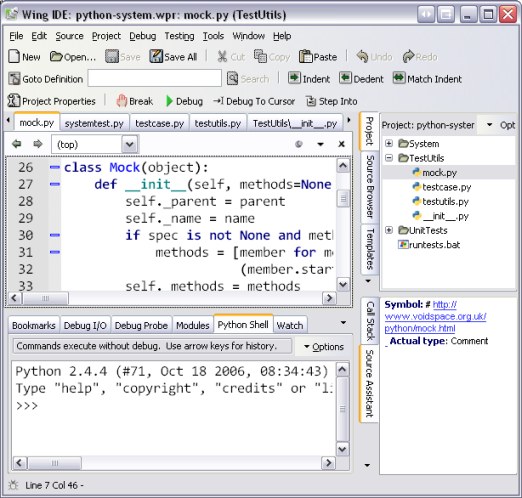 Wing IDE: python-system.wpr: mock.py (TestUtils)
File Edit Source Project Debug Testing Tools Window Help
New Open... Save Save All Cut Copy Paste Undo Redo
Goto Definition Search Indent Dedent Match Indent
Project Properties Break Debug Debug To Cursor Step Into
mock.py systemtest.py testcase.py testutils.py TestUtils\__init__.py
(top)
26 class Mock(object):
27 def __init__(self, methods=None
28 self._parent = parent
29 self._name = name
30 if spec is not None and meth
31 methods = [member for m
32 (member.star
33 self._methods = methods
Project
Source Browser
Templates
Project: python-syster Opt
System
TestUtils
mock.py
testcase.py
testutils.py
__init__.py
UnitTests
runtests.bat
Bookmarks Debug I/O Debug Probe Modules Python Shell Watch
Commands execute without debug. Use arrow keys for history. Options
Python 2.4.4 (#71, Oct 18 2006, 08:34:43)
Type "help", "copyright", "credits" or "li
>>>
Call Stack
Source Assistant
Symbol: # http://
www.voidspace.org.uk/
python/mock.html
Actual type: Comment
Line 7 Col 46 -